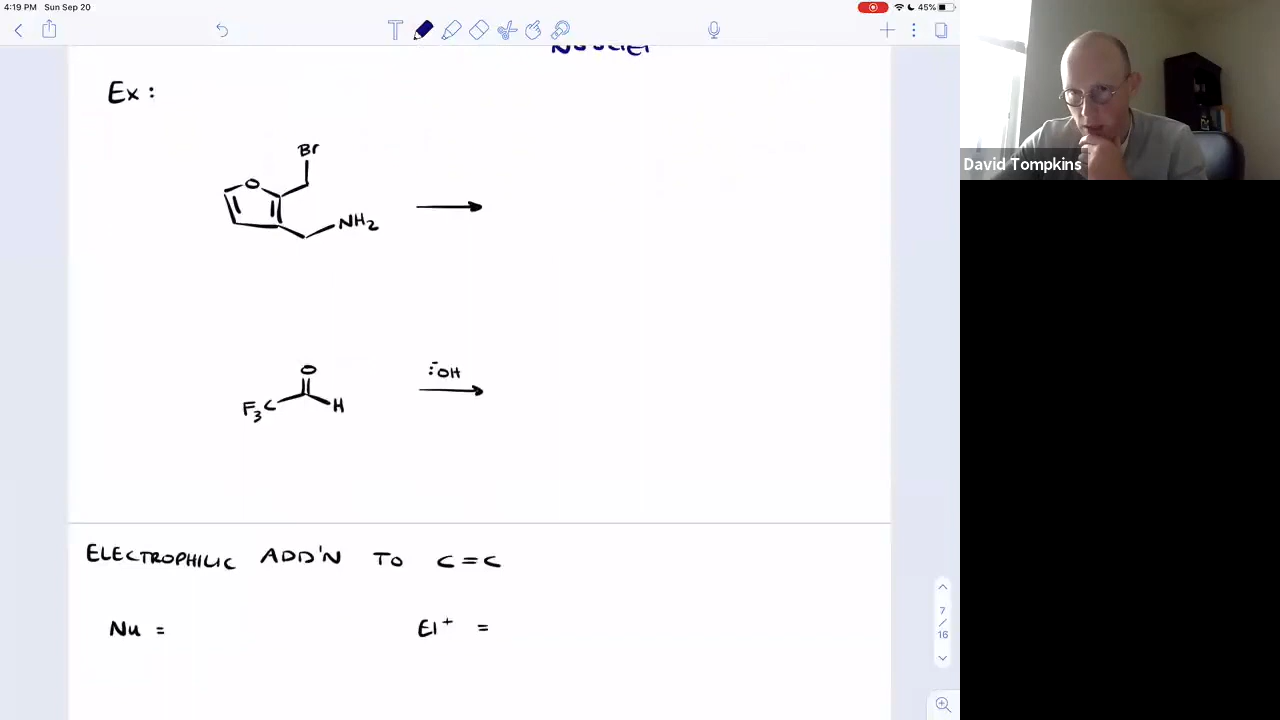 4:19 PM Sun Sep 20
45%
T
Ex:
Br
O
NH2
O
:OH
F3C
H
7
/
16
ELECTROPHILIC ADD'N TO C=C
Nu =
El+ =
David Tompkins